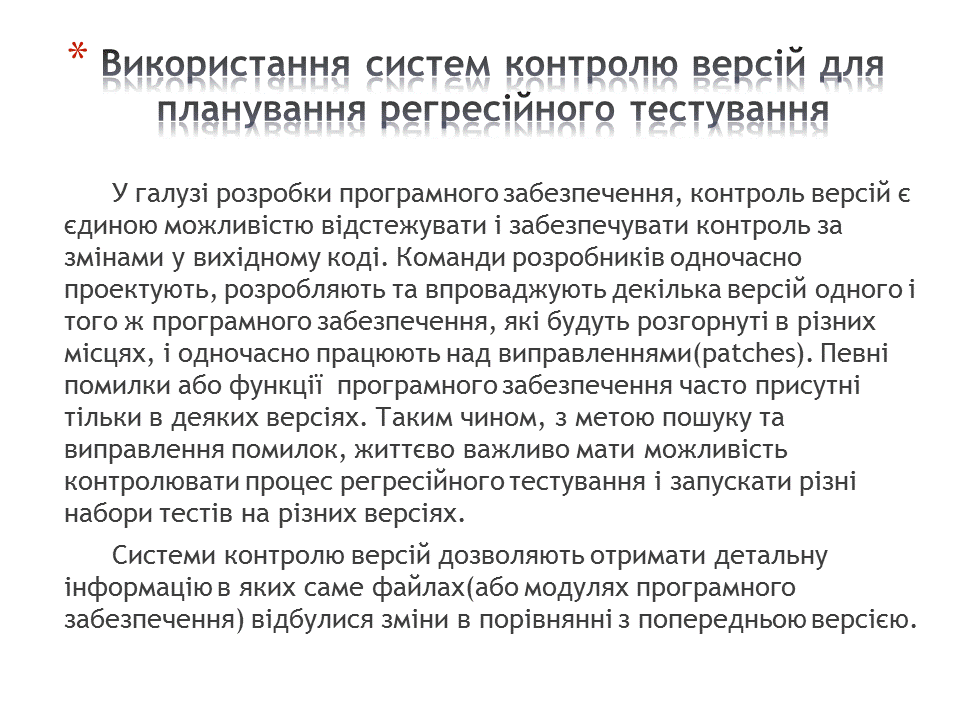 * Використання систем контролю версій для
планування регресійного тестування
У галузі розробки програмного забезпечення, контроль версій є
єдиною можливістю відстежувати і забезпечувати контроль за
змінами у вихідному коді. Команди розробників одночасно
проектують, розробляють та впроваджують декілька версій одного і
того ж програмного забезпечення, які будуть розгорнуті в різних
місцях, і одночасно працюють над виправленнями(patches). Певні
помилки або функції  програмного забезпечення часто присутні
тільки в деяких версіях. Таким чином, з метою пошуку та
виправлення помилок, життєво важливо мати можливість
контролювати процес регресійного тестування і запускати різні
набори тестів на різних версіях.
Системи контролю версій дозволяють отримати детальну
інформацію в яких саме файлах(або модулях програмного
забезпечення) відбулися зміни в порівнянні з попередньою версією.